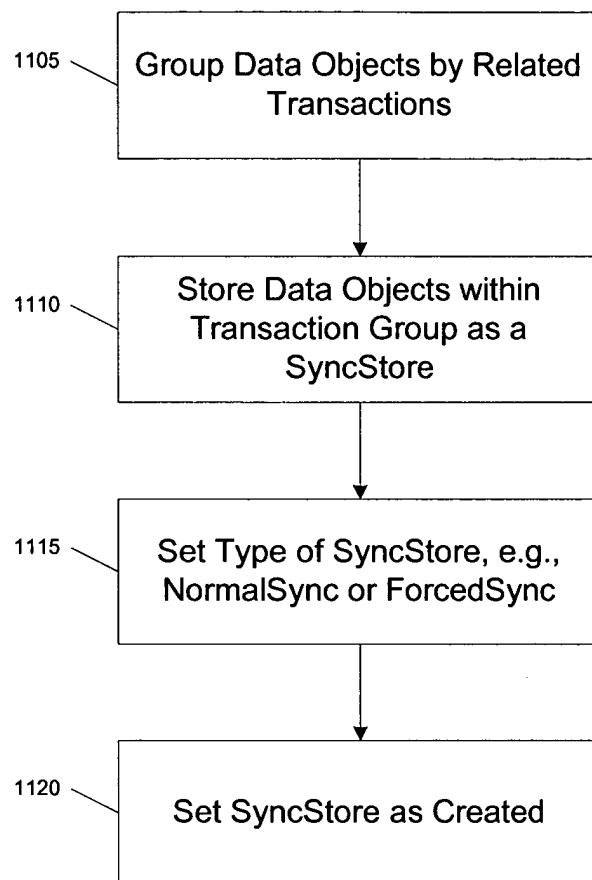 1105
Group Data Objects by Related
Transactions
1110
Store Data Objects within
Transaction Group as a
SyncStore
1115
Set Type of SyncStore, e.g.,
NormalSync or ForcedSync
1120
Set SyncStore as Created